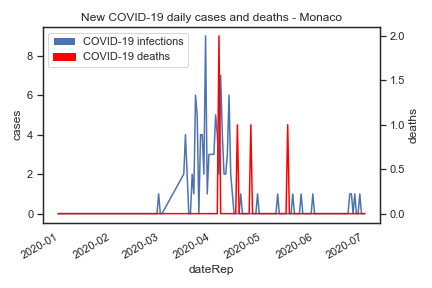 New COVID-19 daily cases and deaths - Monaco
COVID-19 infections
COVID-19 deaths
8
6
4
2
0
cases
2.0
1.5
1.0
0.5
0.0
deaths
2020-01
2020-02
2020-03
2020-04
2020-05
2020-06
2020-07
dateRep